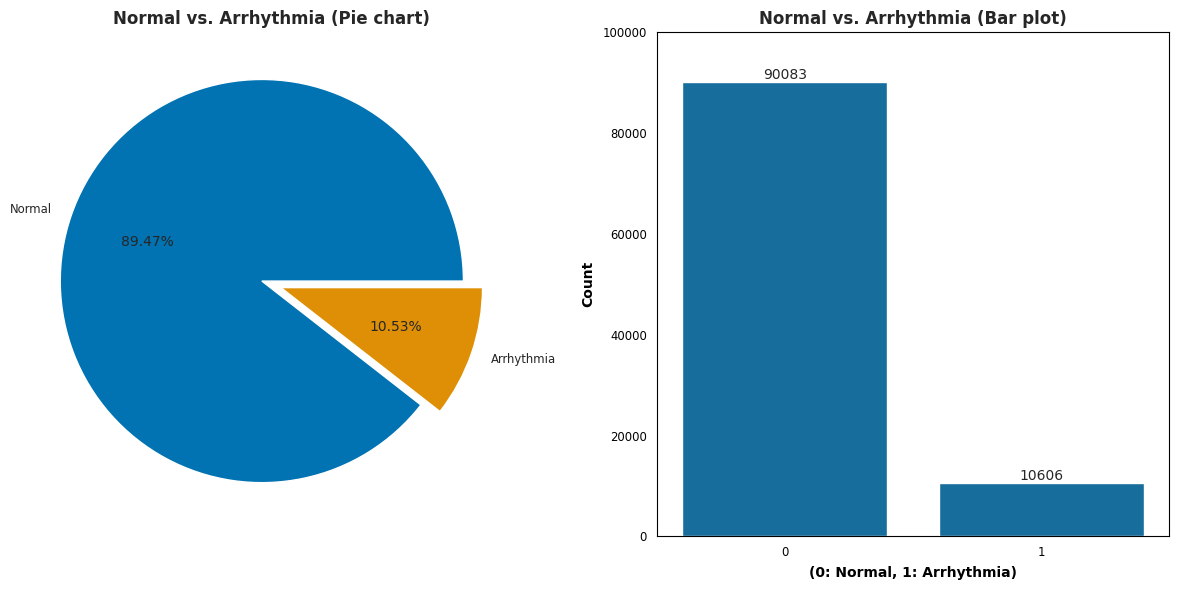 Normal vs. Arrhythmia (Pie chart)
Normal
89.47%
10.53%
Arrhythmia
Normal vs. Arrhythmia (Bar plot)
100000
80000
60000
40000
20000
0
Count
90083
10606
0
1
(0: Normal, 1: Arrhythmia)